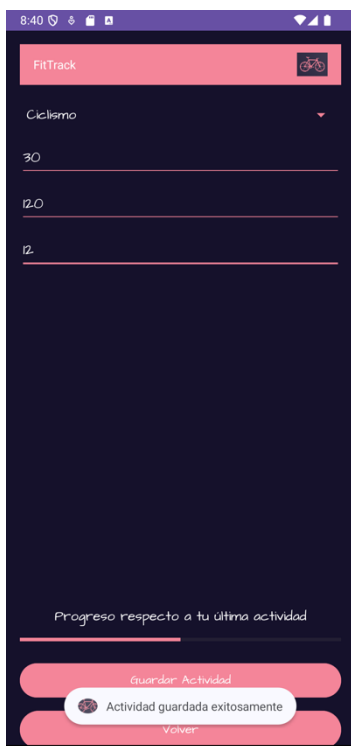 8:40
FitTrack
Ciclismo
30
120
12
Progreso respecto a tu última actividad
Guardar Actividad
Actividad guardada exitosamente
Volver